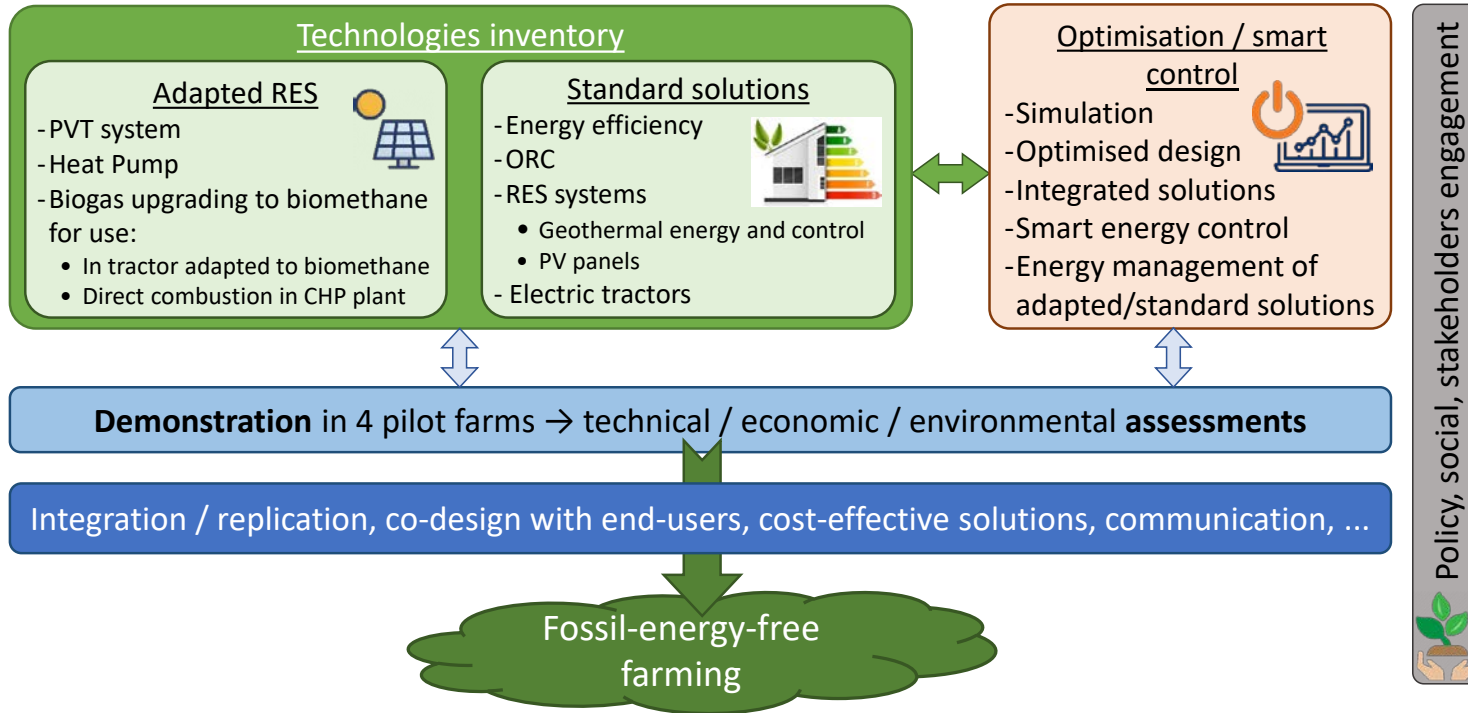 Technologies inventory
Adapted RES
-PVT system
-Heat Pump
-Biogas upgrading to biomethane
for use:
• In tractor adapted to biomethane
• Direct combustion in CHP plant
Standard solutions
-Energy efficiency
-ORC
-RES systems
• Geothermal energy and control
• PV panels
- Electric tractors
Optimisation / smart
control
-Simulation
-Optimised design
-Integrated solutions
-Smart energy control
-Energy management of
adapted/standard solutions
Demonstration in 4 pilot farms → technical / economic / environmental assessments
Integration / replication, co-design with end-users, cost-effective solutions, communication, ...
Fossil-energy-free
farming
Policy, social, stakeholders engagement